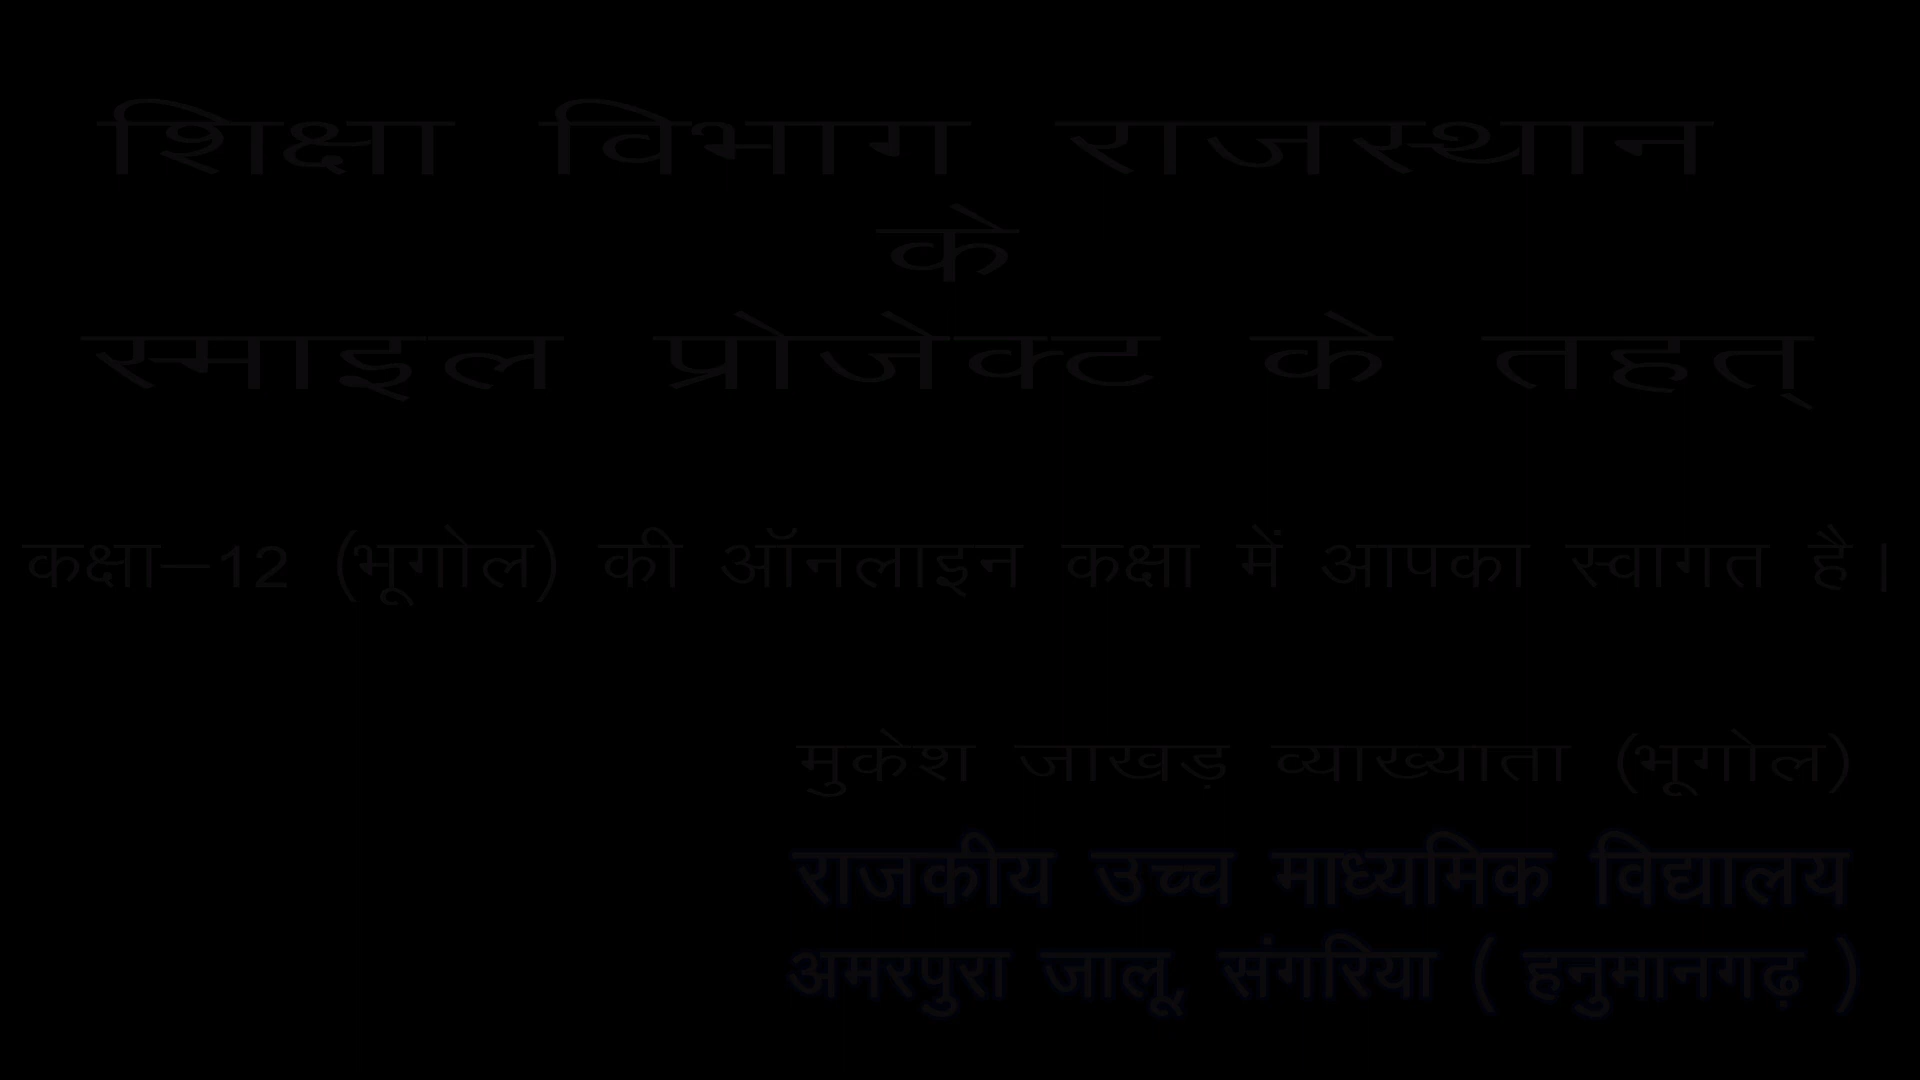 शिक्षा विभाग राजस्थान
के
स्माइल प्रोजेक्ट के तहत्
कक्षा–12 (भूगोल) की ऑनलाइन कक्षा में आपका स्वागत है।
मुकेश जाखड़ व्याख्याता (भूगोल)
राजकीय उच्च माध्यमिक विद्यालय
अमरपुरा जालू, संगरिया ( हनुमानगढ़ )